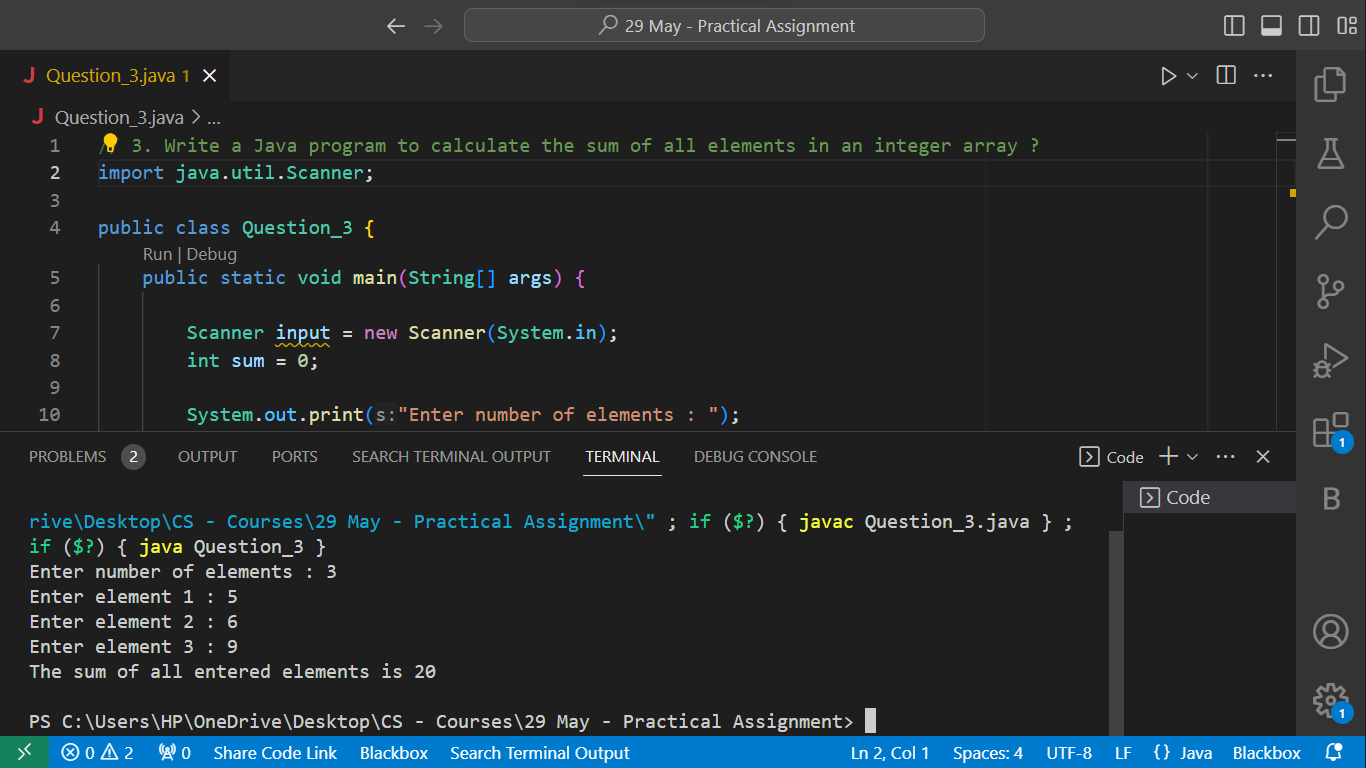 29 May - Practical Assignment
J Question_3.java 1
J Question_3.java > ...
1 / 3. Write a Java program to calculate the sum of all elements in an integer array ?
2 import java.util.Scanner;
3
4 public class Question_3 {
Run | Debug
5 public static void main(String[] args) {
6
7 Scanner input = new Scanner(System.in);
8 int sum = 0;
9
10 System.out.print(s:"Enter number of elements : ");
PROBLEMS 2 OUTPUT PORTS SEARCH TERMINAL OUTPUT TERMINAL DEBUG CONSOLE Code
Code
rive\Desktop\CS - Courses\29 May - Practical Assignment\" ; if ($?) { javac Question_3.java } ;
if ($?) { java Question_3 }
Enter number of elements : 3
Enter element 1 : 5
Enter element 2 : 6
Enter element 3 : 9
The sum of all entered elements is 20
PS C:\Users\HP\OneDrive\Desktop\CS - Courses\29 May - Practical Assignment>
1
B
1
0 2 0 Share Code Link Blackbox Search Terminal Output Ln 2, Col 1 Spaces: 4 UTF-8 LF {} Java Blackbox